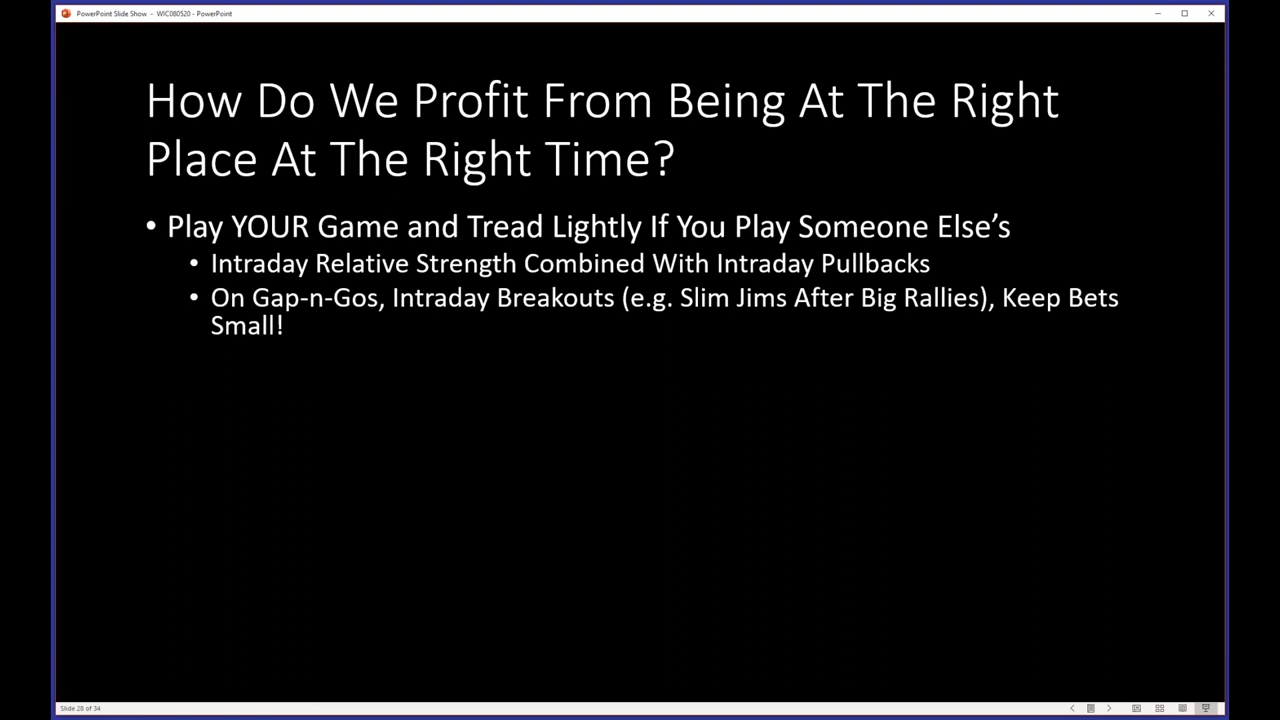 PowerPoint Slide Show - WIC080520 - PowerPoint
How Do We Profit From Being At The Right
Place At The Right Time?
• Play YOUR Game and Tread Lightly If You Play Someone Else’s
• Intraday Relative Strength Combined With Intraday Pullbacks
• On Gap-n-Gos, Intraday Breakouts (e.g. Slim Jims After Big Rallies), Keep Bets
Small!
Slide 28 of 34